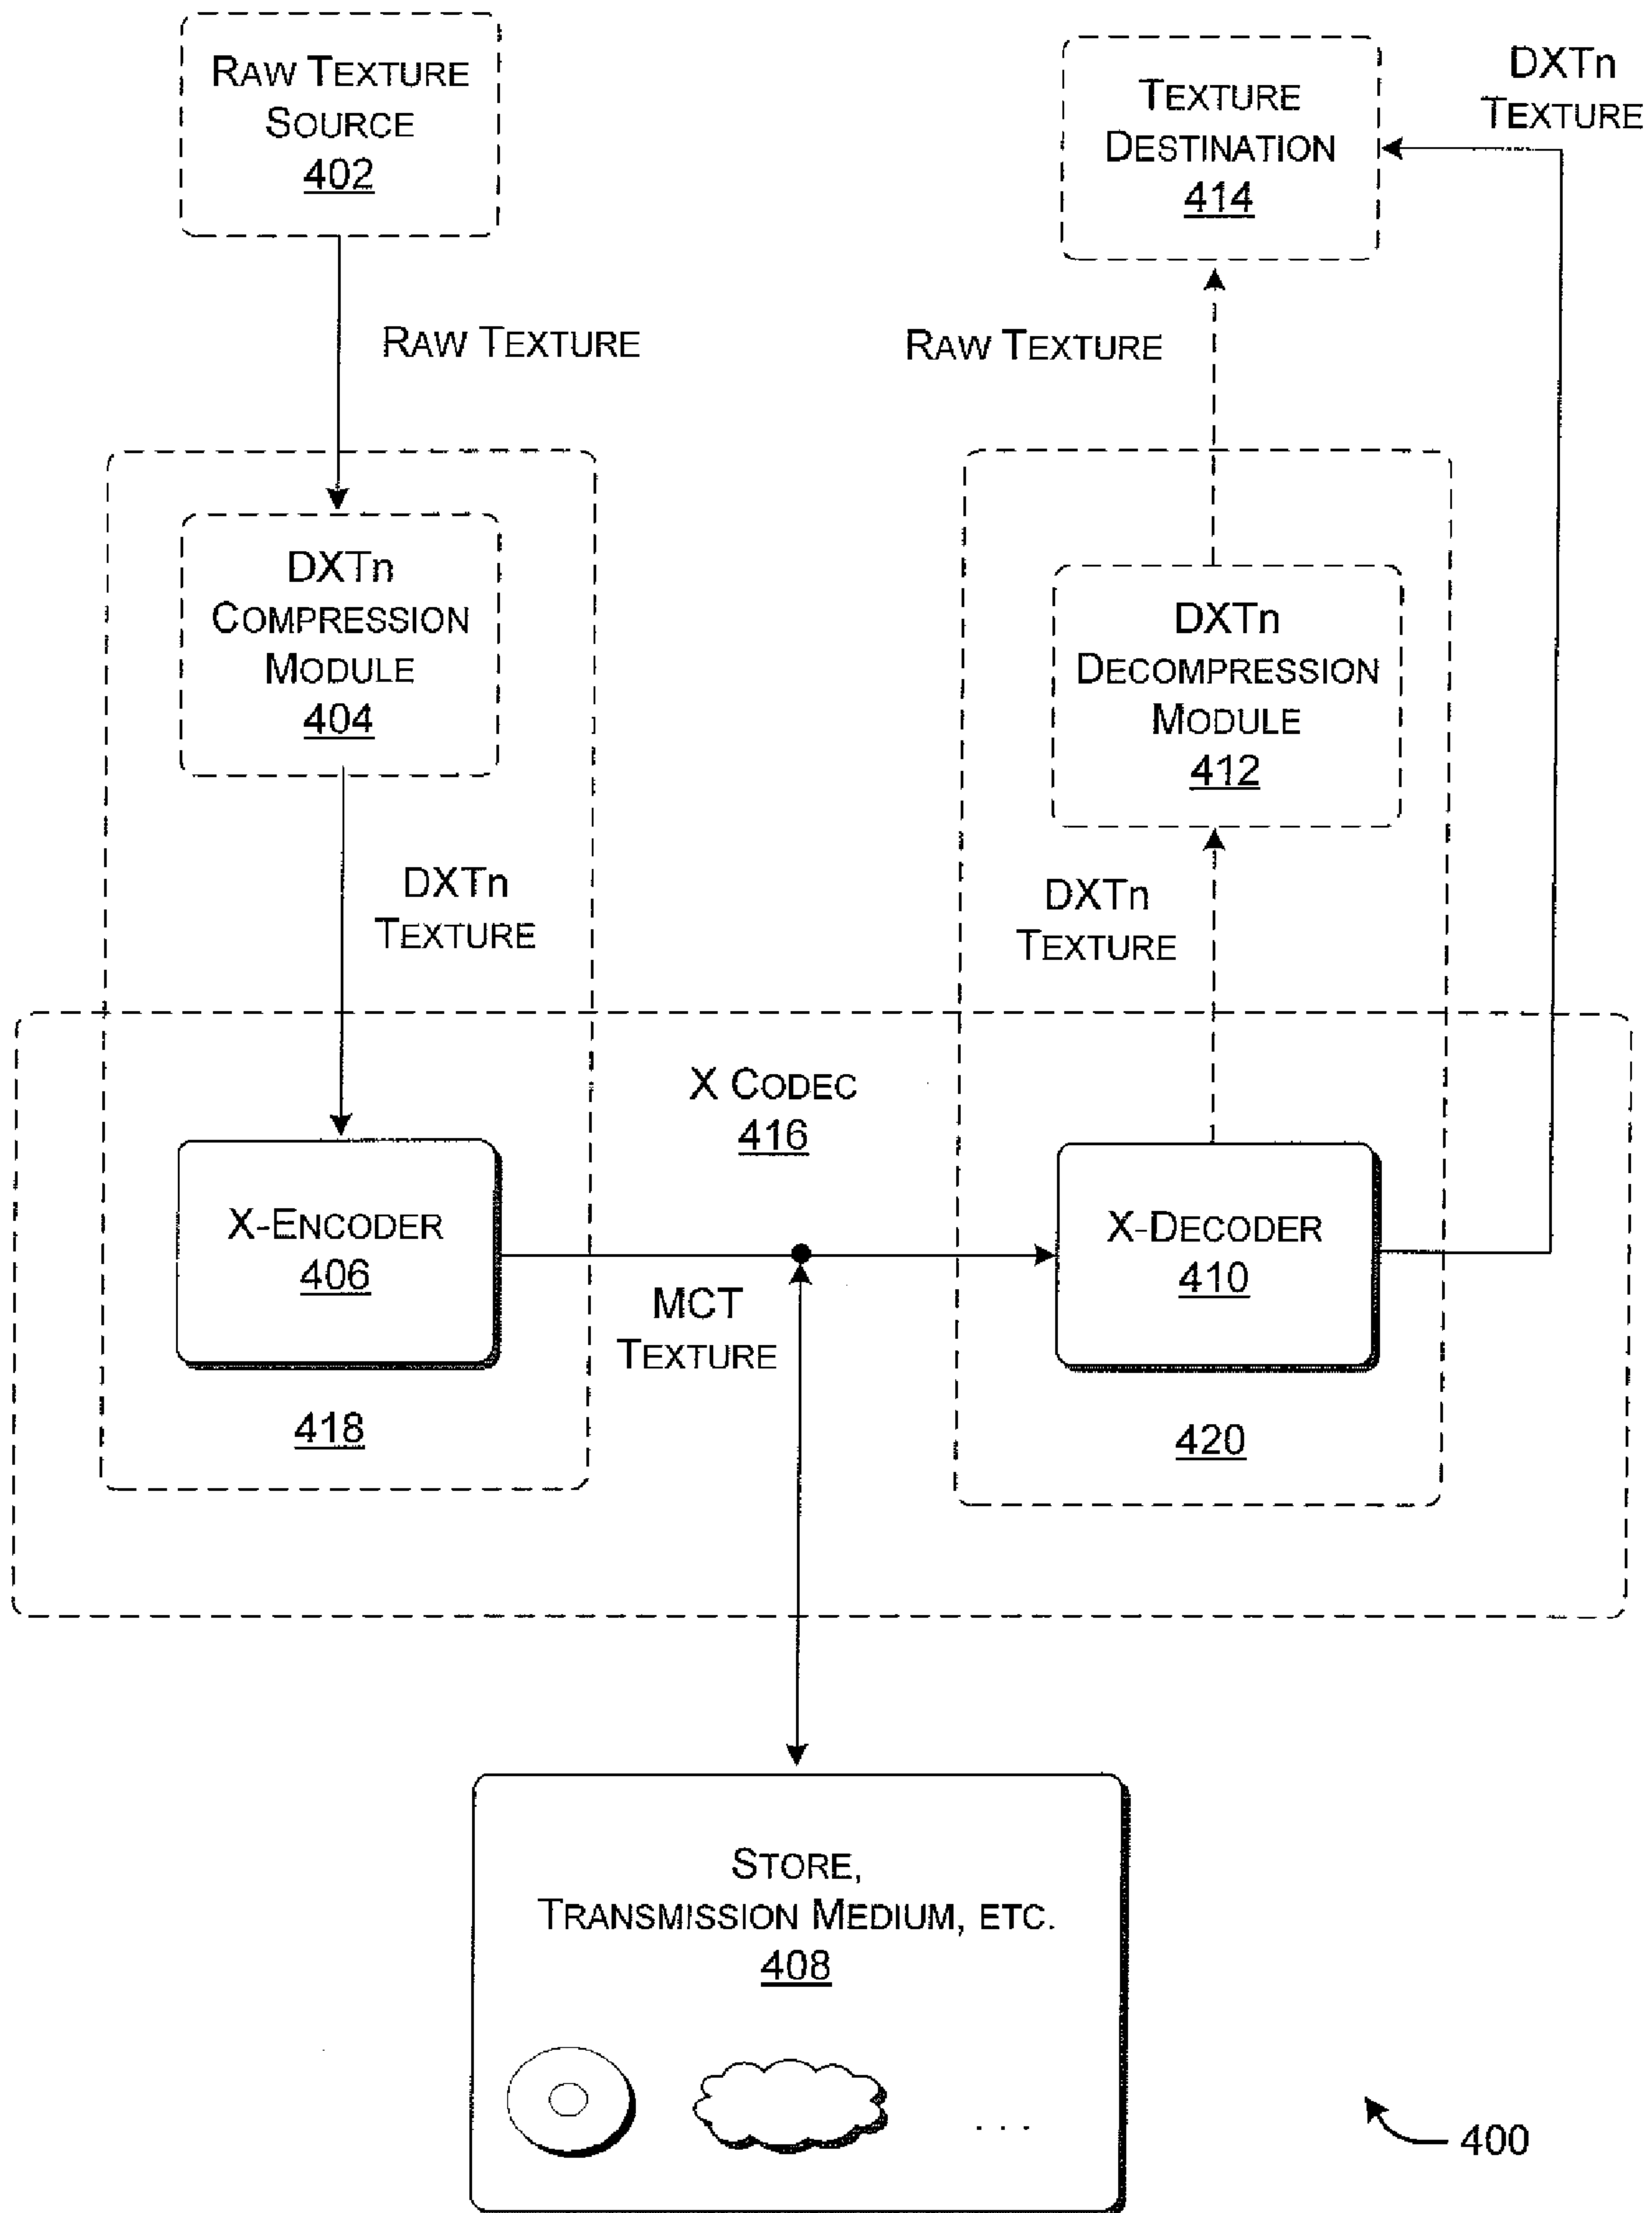 RAW TEXTURE
SOURCE
402
TEXTURE
DESTINATION
414
DXTn
TEXTURE
RAW TEXTURE
RAW TEXTURE
DXTn
COMPRESSION
MODULE
404
DXTn
DECOMPRESSION
MODULE
412
DXTn
TEXTURE
DXTn
TEXTURE
X CODEC
416
X-ENCODER
406
MCT
TEXTURE
X-DECODER
410
418
420
STORE,
TRANSMISSION MEDIUM, ETC.
408
. . .
400